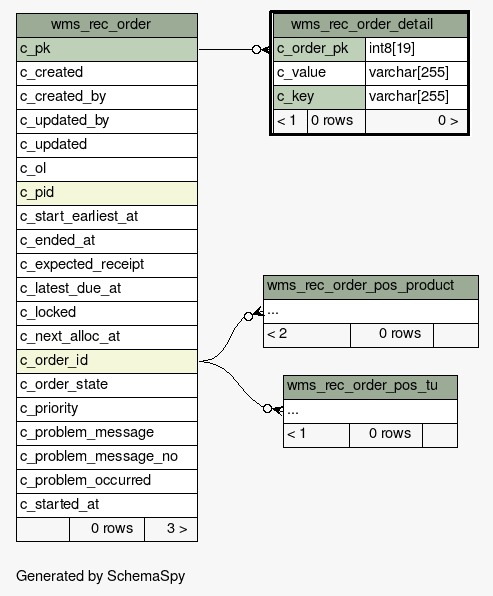 wms_rec_order
c_pk
c_created
c_created_by
c_updated_by
c_updated
c_ol
c_pid
c_start_earliest_at
c_ended_at
c_expected_receipt
c_latest_due_at
c_locked
c_next_alloc_at
c_order_id
c_order_state
c_priority
c_problem_message
c_problem_message_no
c_problem_occurred
c_started_at
0 rows 3 >
wms_rec_order_detail
c_order_pk int8[19]
c_value varchar[255]
c_key varchar[255]
< 1 0 rows 0 >
wms_rec_order_pos_product
...
< 2 0 rows
wms_rec_order_pos_tu
...
< 1 0 rows
Generated by SchemaSpy